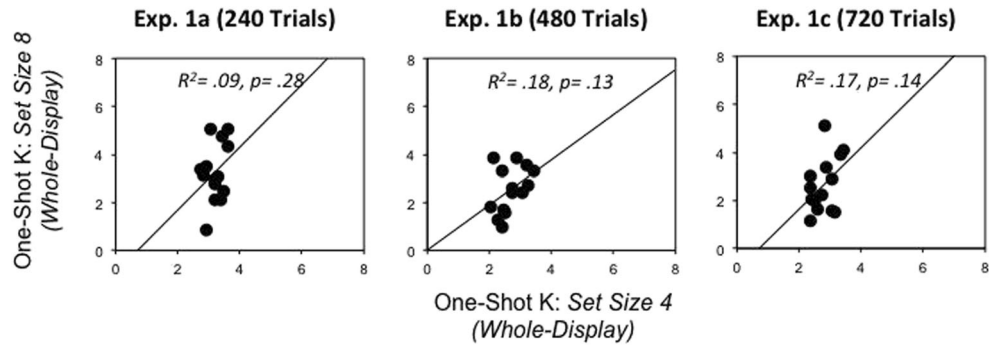 Exp. 1a (240 Trials)
Exp. 1b (480 Trials)
Exp. 1c (720 Trials)
One-Shot K: Set Size 8
(Whole-Display)
R²= .09, p= .28
8
6
4
2
0
0 2 4 6 8
R²= .18, p= .13
8
6
4
2
0
0 2 4 6 8
R²= .17, p= .14
8
6
4
2
0
0 2 4 6 8
One-Shot K: Set Size 4
(Whole-Display)